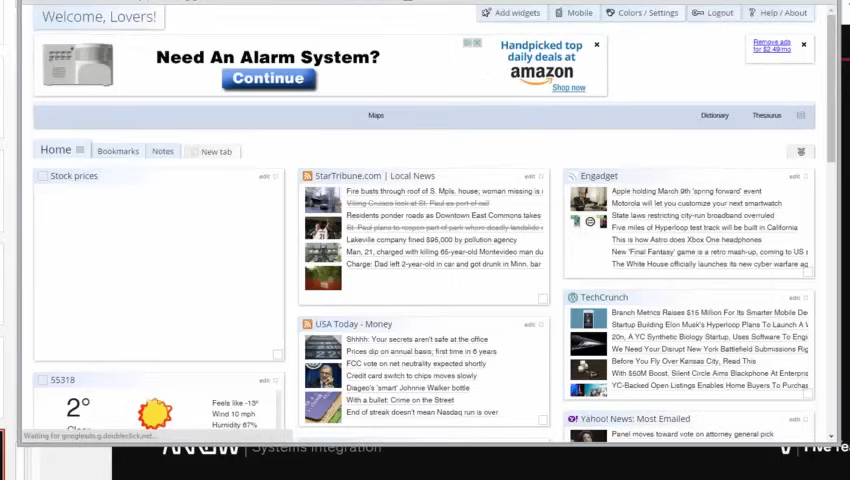 Welcome, Lovers!
Add widgets
Mobile
Colors / Settings
Logout
Help / About
Need An Alarm System?
Continue
Handpicked top
daily deals at
amazon
Shop now
Remove ads
for $2.49/mo
Maps
Dictionary
Thesaurus
Home
Bookmarks
Notes
New tab
Stock prices
edit
StarTribune.com | Local News
edit
Fire busts through roof of S. Mpls. house; woman missing is
Viking Cruises look at St. Paul as port of call
Residents ponder roads as Downtown East Commons takes
St. Paul plans to reopen part of park where deadly landslide
Lakeville company fined $95,000 by pollution agency
Man, 21, charged with killing 65-year-old Montevideo man du
Charge: Dad left 2-year-old in car and got drunk in Minn. bar
Engadget
edit
Apple holding March 9th 'spring forward' event
Motorola will let you customize your next smartwatch
State laws restricting city-run broadband overruled
Five miles of Hyperloop test track will be built in California
This is how Astro does Xbox One headphones
New 'Final Fantasy' game is a retro mash-up, coming to US
The White House officially launches its new cyber warfare ag
USA Today - Money
edit
Shhhh: Your secrets aren't safe at the office
Prices dip on annual basis; first time in 6 years
FCC vote on net neutrality expected shortly
Credit card switch to chips moves slowly
Diageo's 'smart' Johnnie Walker bottle
With a bullet: Crime on the Street
End of streak doesn't mean Nasdaq run is over
TechCrunch
edit
Branch Metrics Raises $15 Million For Its Smarter Mobile De
Startup Building Elon Musk's Hyperloop Plans To Launch A
20n, A YC Synthetic Biology Startup, Uses Software To Engin
We Need Your Disrupt New York Battlefield Submissions Rig
Before You Fly Over Kansas City, Read This
With $50M Boost, Silent Circle Aims Blackphone At Enterpris
YC-Backed Open Listings Enables Home Buyers To Purchas
55318
edit
2°
Feels like -13°
Wind 10 mph
Humidity 67%
Yahoo! News: Most Emailed
edit
Panel moves toward vote on attorney general pick
Waiting for googleads.g.doubleclick.net...
Systems Integration
Five Yea